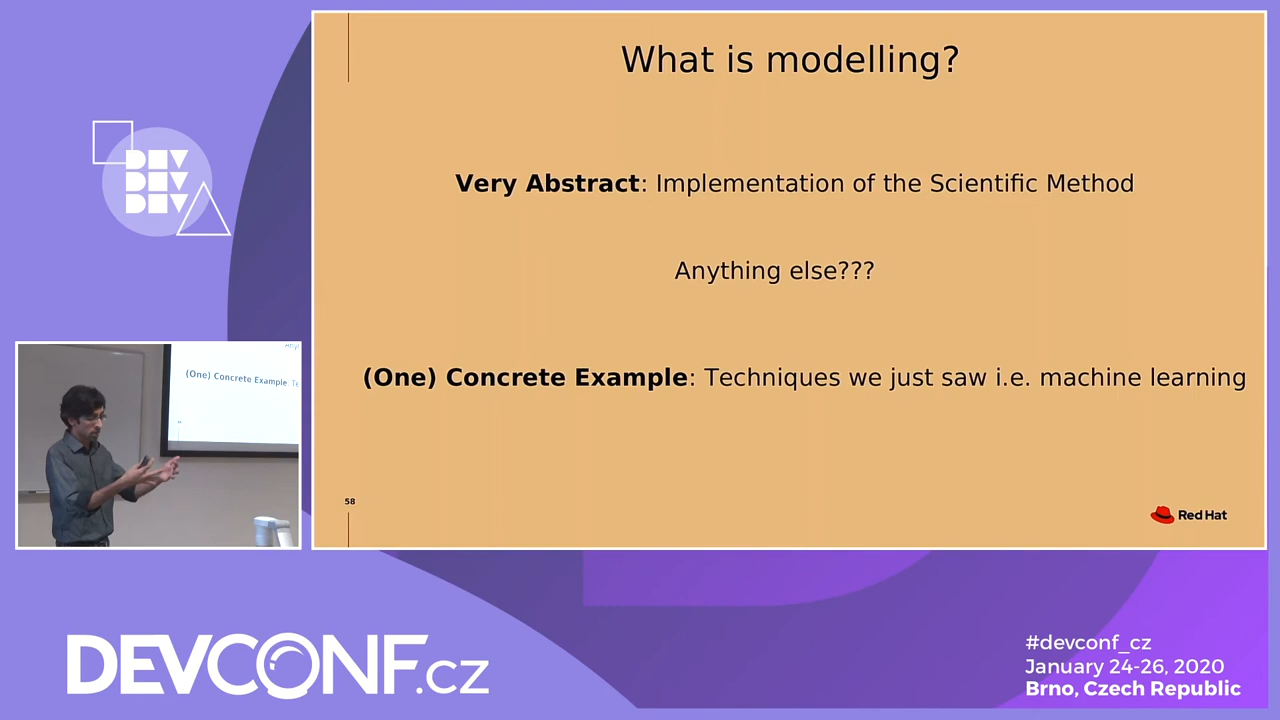 What is modelling?
Very Abstract: Implementation of the Scientific Method
Anything else???
(One) Concrete Example: Techniques we just saw i.e. machine learning
58
Red Hat
DEV
DEV
DEV
(One) Concrete Example
DEVCONF.cz
#devconf_cz
January 24-26, 2020
Brno, Czech Republic